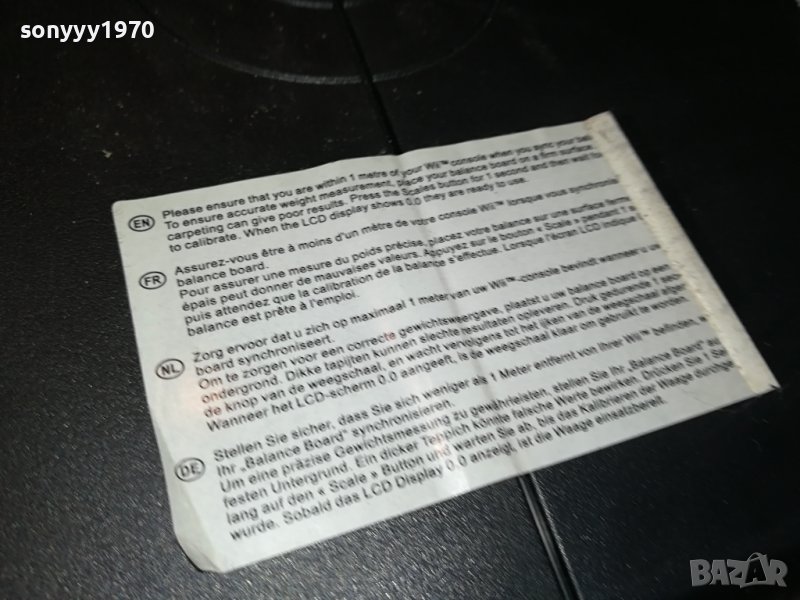 sonyyy1970
EN Please ensure that you are within 1 metre of your Wii™ console when you sync your bal
To ensure accurate weight measurement, place your balance board on a firm surface.
carpeting can give poor results. Press the Scales button for 1 second and then wait fo
to calibrate. When the LCD display shows 0.0 they are ready to use.
FR Assurez-vous être à moins d'un mètre de votre console Wii™ lorsque vous synchronis
balance board.
Pour assurer une mesure du poids précise, placez votre balance sur une surface ferme
épais peut donner de mauvaises valeurs. Appuyez sur le bouton « Scale » pendant 1
puis attendez que la calibration de la balance s'effectue. Lorsque l'écran LCD indique
balance est prête à l'emploi.
NL Zorg ervoor dat u zich op maximaal 1 metervan uw Wii™-console bevindt wanneer u uw
board synchroniseert.
Om te zorgen voor een correcte gewichtsweergave, plaatst u uw balance board op een
ondergrond. Dikke tapijten kunnen slechte resultaten opleveren. Druk gedurende 1
de knop van de weegschaal, en wacht vervolgens tot het ijken van de weegschaal
Wanneer het LCD-scherm 0.0 aangeeft, is de weegschaal klaar om gebruikt te worden.
DE Stellen Sie sicher, dass Sie sich weniger als 1 Meter entfernt von Ihrer Wii™ befinden,
Ihr „Balance Board" synchronisieren.
Um eine präzise Gewichtsmessung zu gewährleisten, stellen Sie Ihr „Balance Board"
festen Untergrund. Ein dicker Teppich könnte falsche Werte bewirken. Drücken Sie 1
lang auf den « Scale » Button und warten Sie ab, bis das Kalibrieren der Waage
wurde. Sobald das LCD Display 0.0 anzeigt, ist die Waage einsatzbereit.
BAZAR